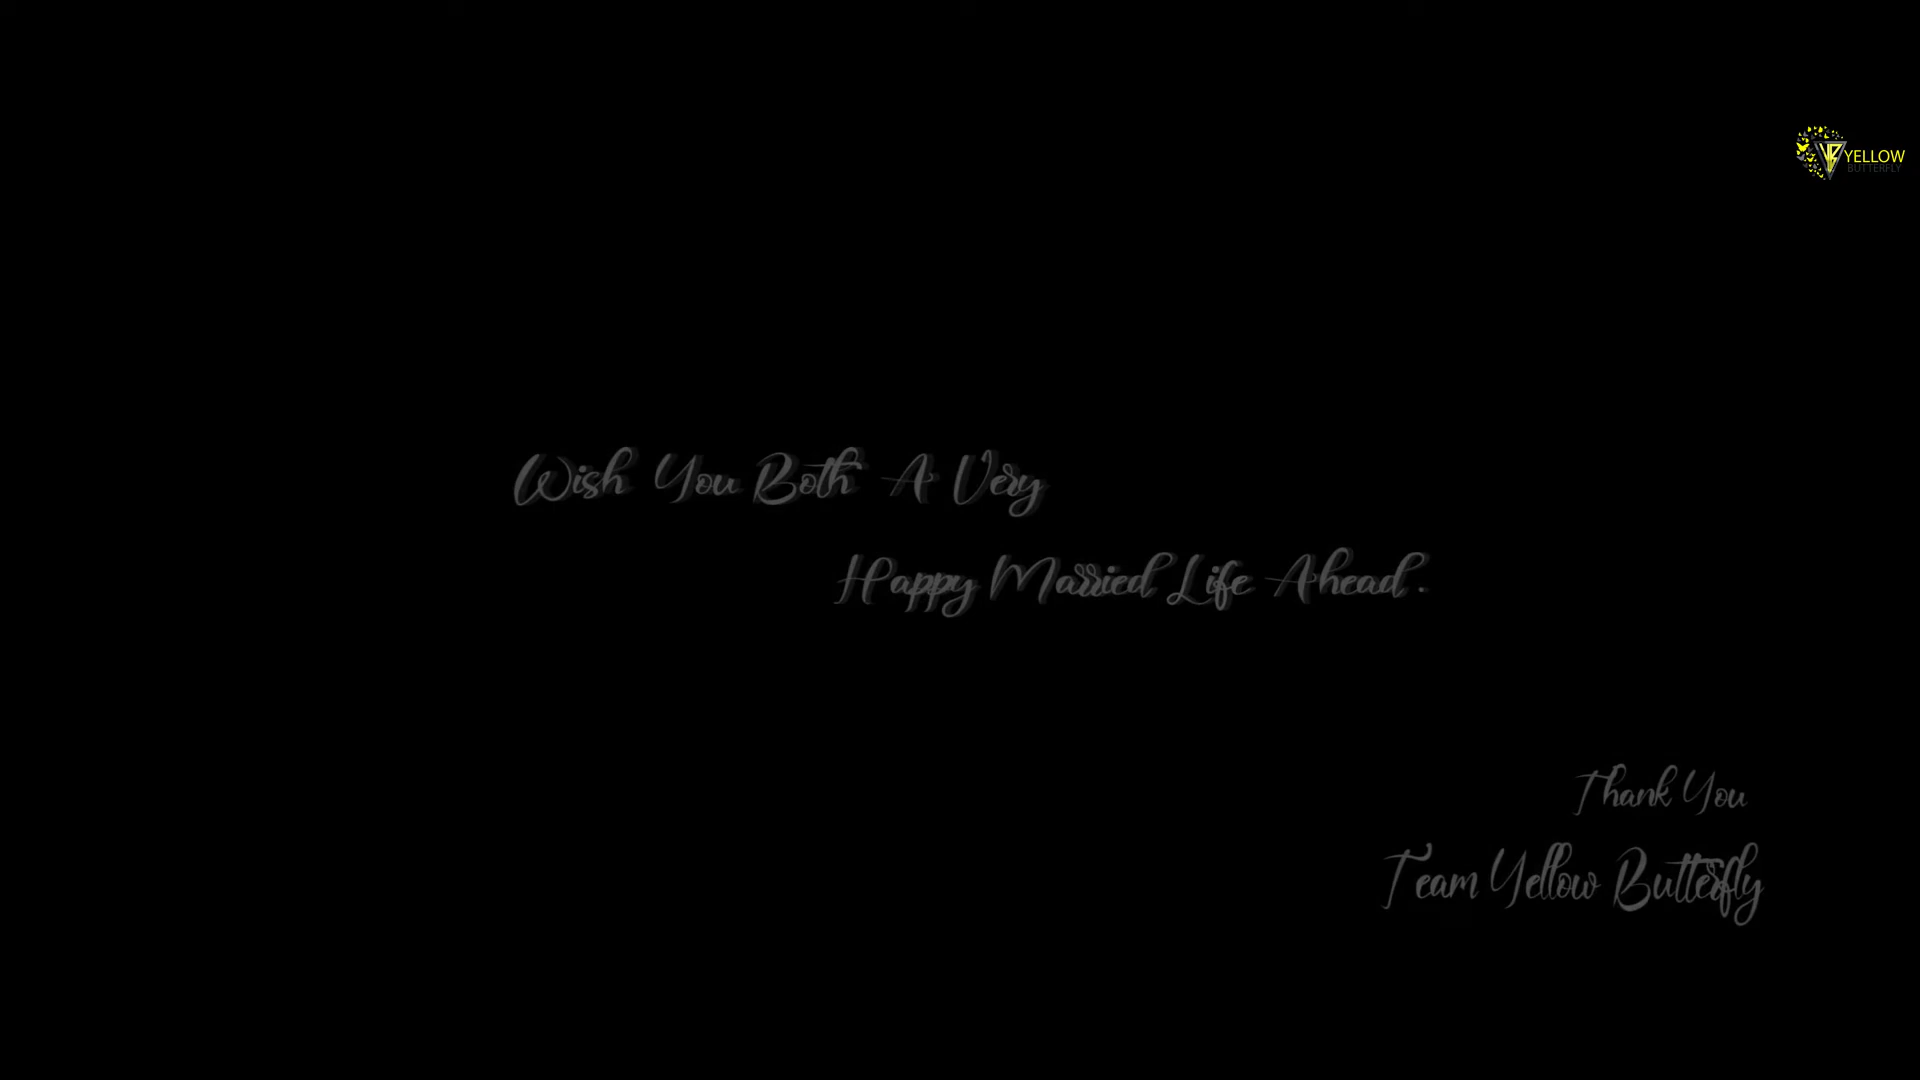 YELLOW
BUTTERFLY
Wish You Both A Very
Happy Married Life Ahead.
Thank You
Team Yellow Butterfly